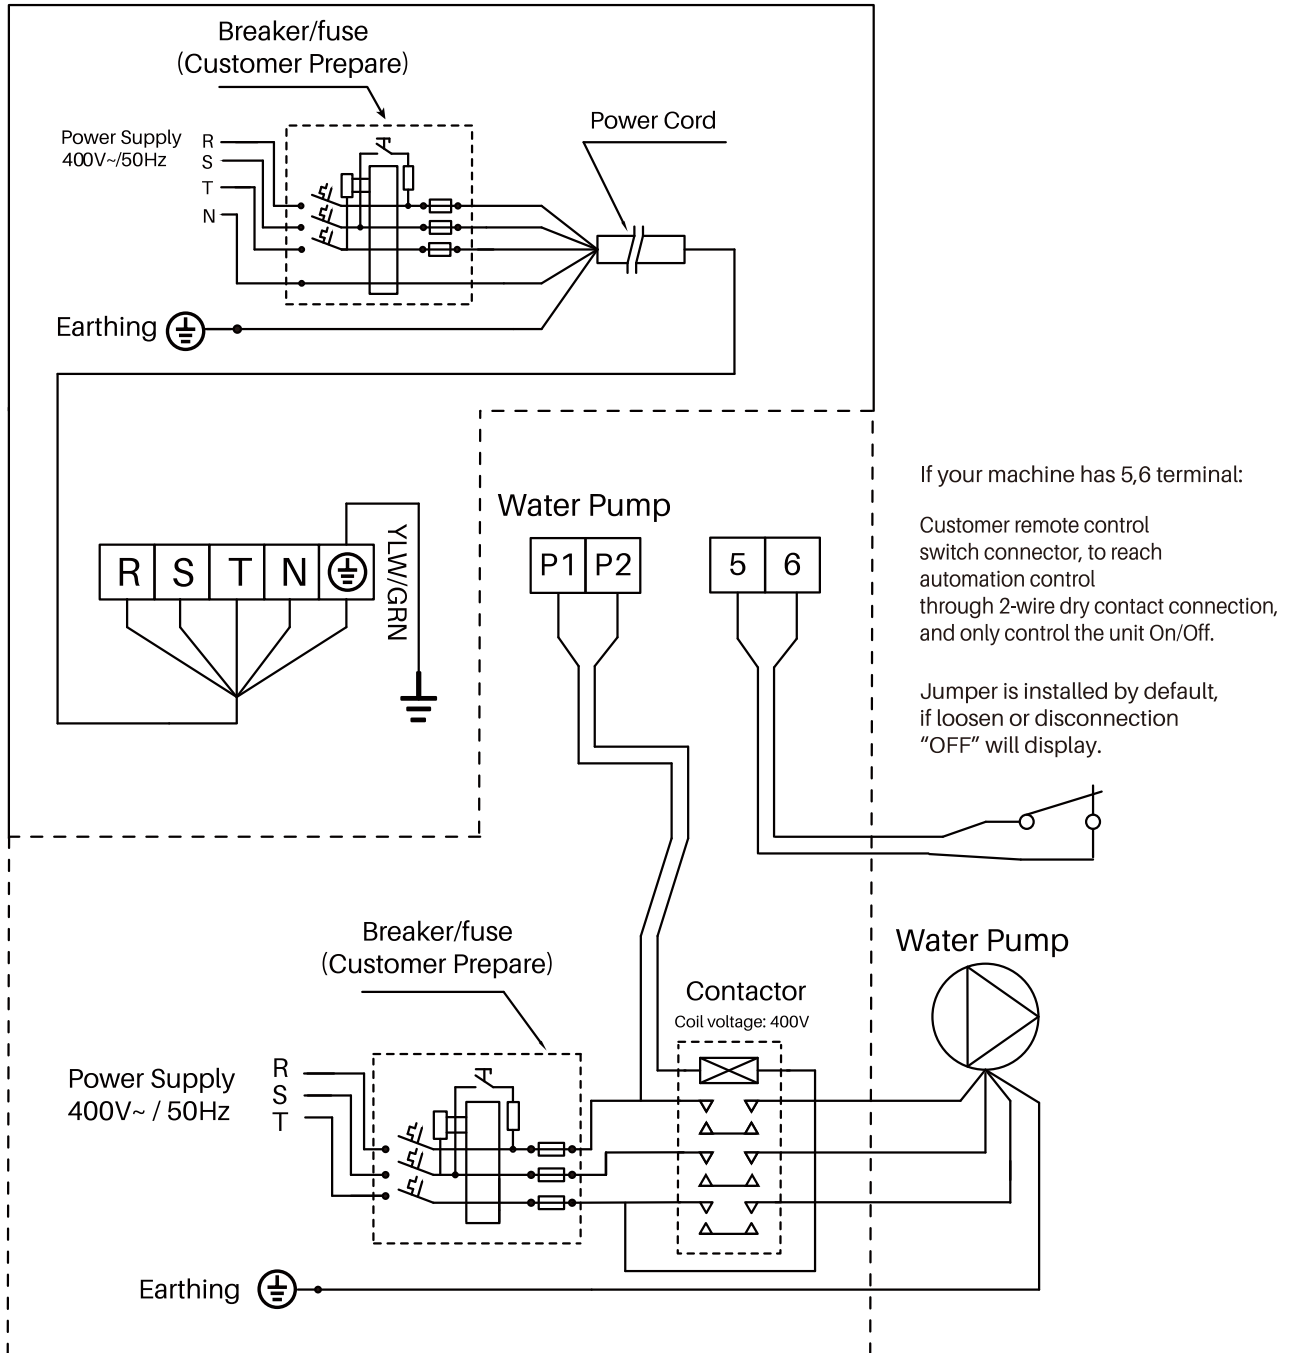 Breaker/fuse
(Customer Prepare)
Power Cord
Power Supply
400V~/50Hz
R
S
T
N
Earthing
If your machine has 5,6 terminal:
Water Pump
Customer remote control
switch connector, to reach
automation control
through 2-wire dry contact connection,
and only control the unit On/Off.
R S T N
YLW/GRN
P1 P2
5 6
Jumper is installed by default,
if loosen or disconnection
"OFF" will display.
Breaker/fuse
(Customer Prepare)
Water Pump
Contactor
Coil voltage: 400V
Power Supply
400V~ / 50Hz
R
S
T
Earthing